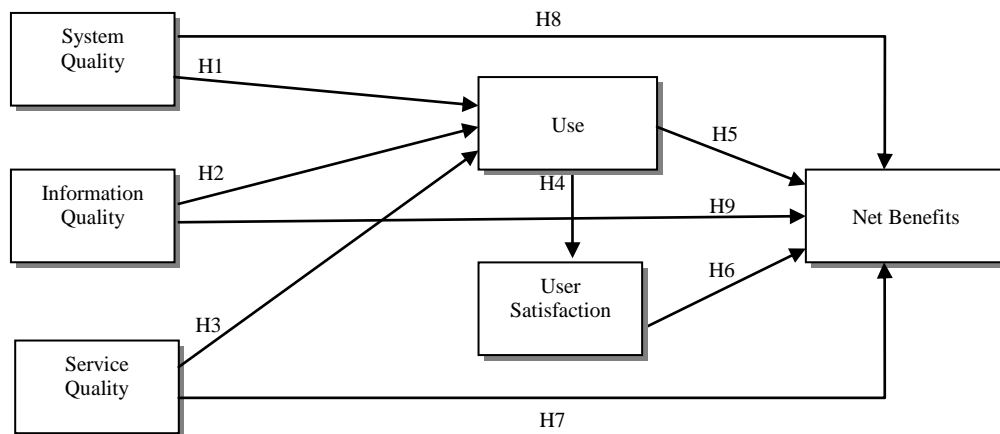 H8
System
Quality
H1
Use
H5
Information
Quality
H2
H4
H9
Net Benefits
User
Satisfaction
H6
H3
Service
Quality
H7